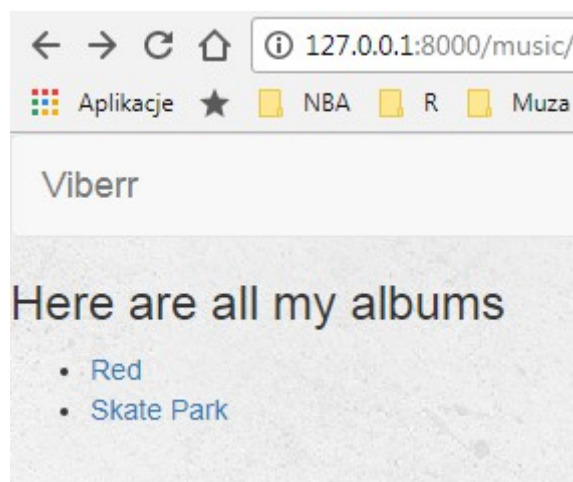 127.0.0.1:8000/music/
Aplikacje NBA R Muza
Viberr
Here are all my albums
Red
Skate Park